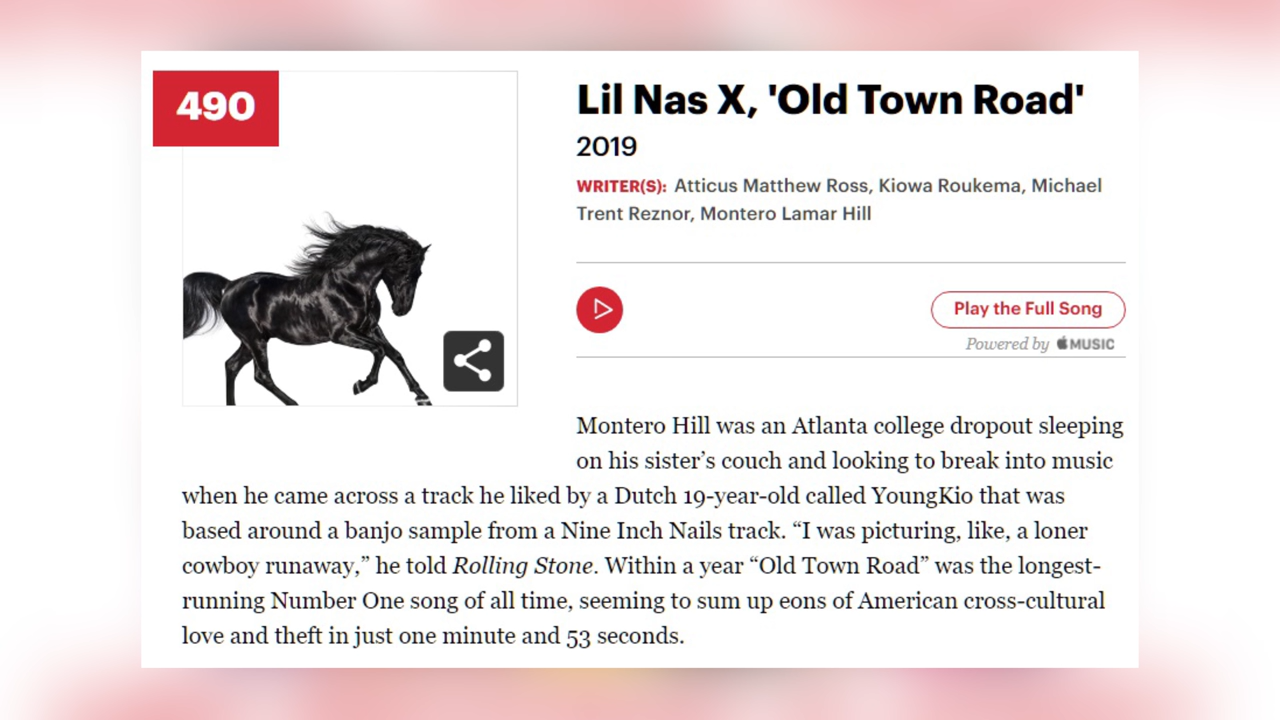 490
Lil Nas X, 'Old Town Road'
2019
WRITER(S): Atticus Matthew Ross, Kiowa Roukema, Michael
Trent Reznor, Montero Lamar Hill
Play the Full Song
Powered by MUSIC
Montero Hill was an Atlanta college dropout sleeping
on his sister’s couch and looking to break into music
when he came across a track he liked by a Dutch 19-year-old called YoungKio that was
based around a banjo sample from a Nine Inch Nails track. “I was picturing, like, a loner
cowboy runaway,” he told Rolling Stone. Within a year “Old Town Road” was the longest-
running Number One song of all time, seeming to sum up eons of American cross-cultural
love and theft in just one minute and 53 seconds.